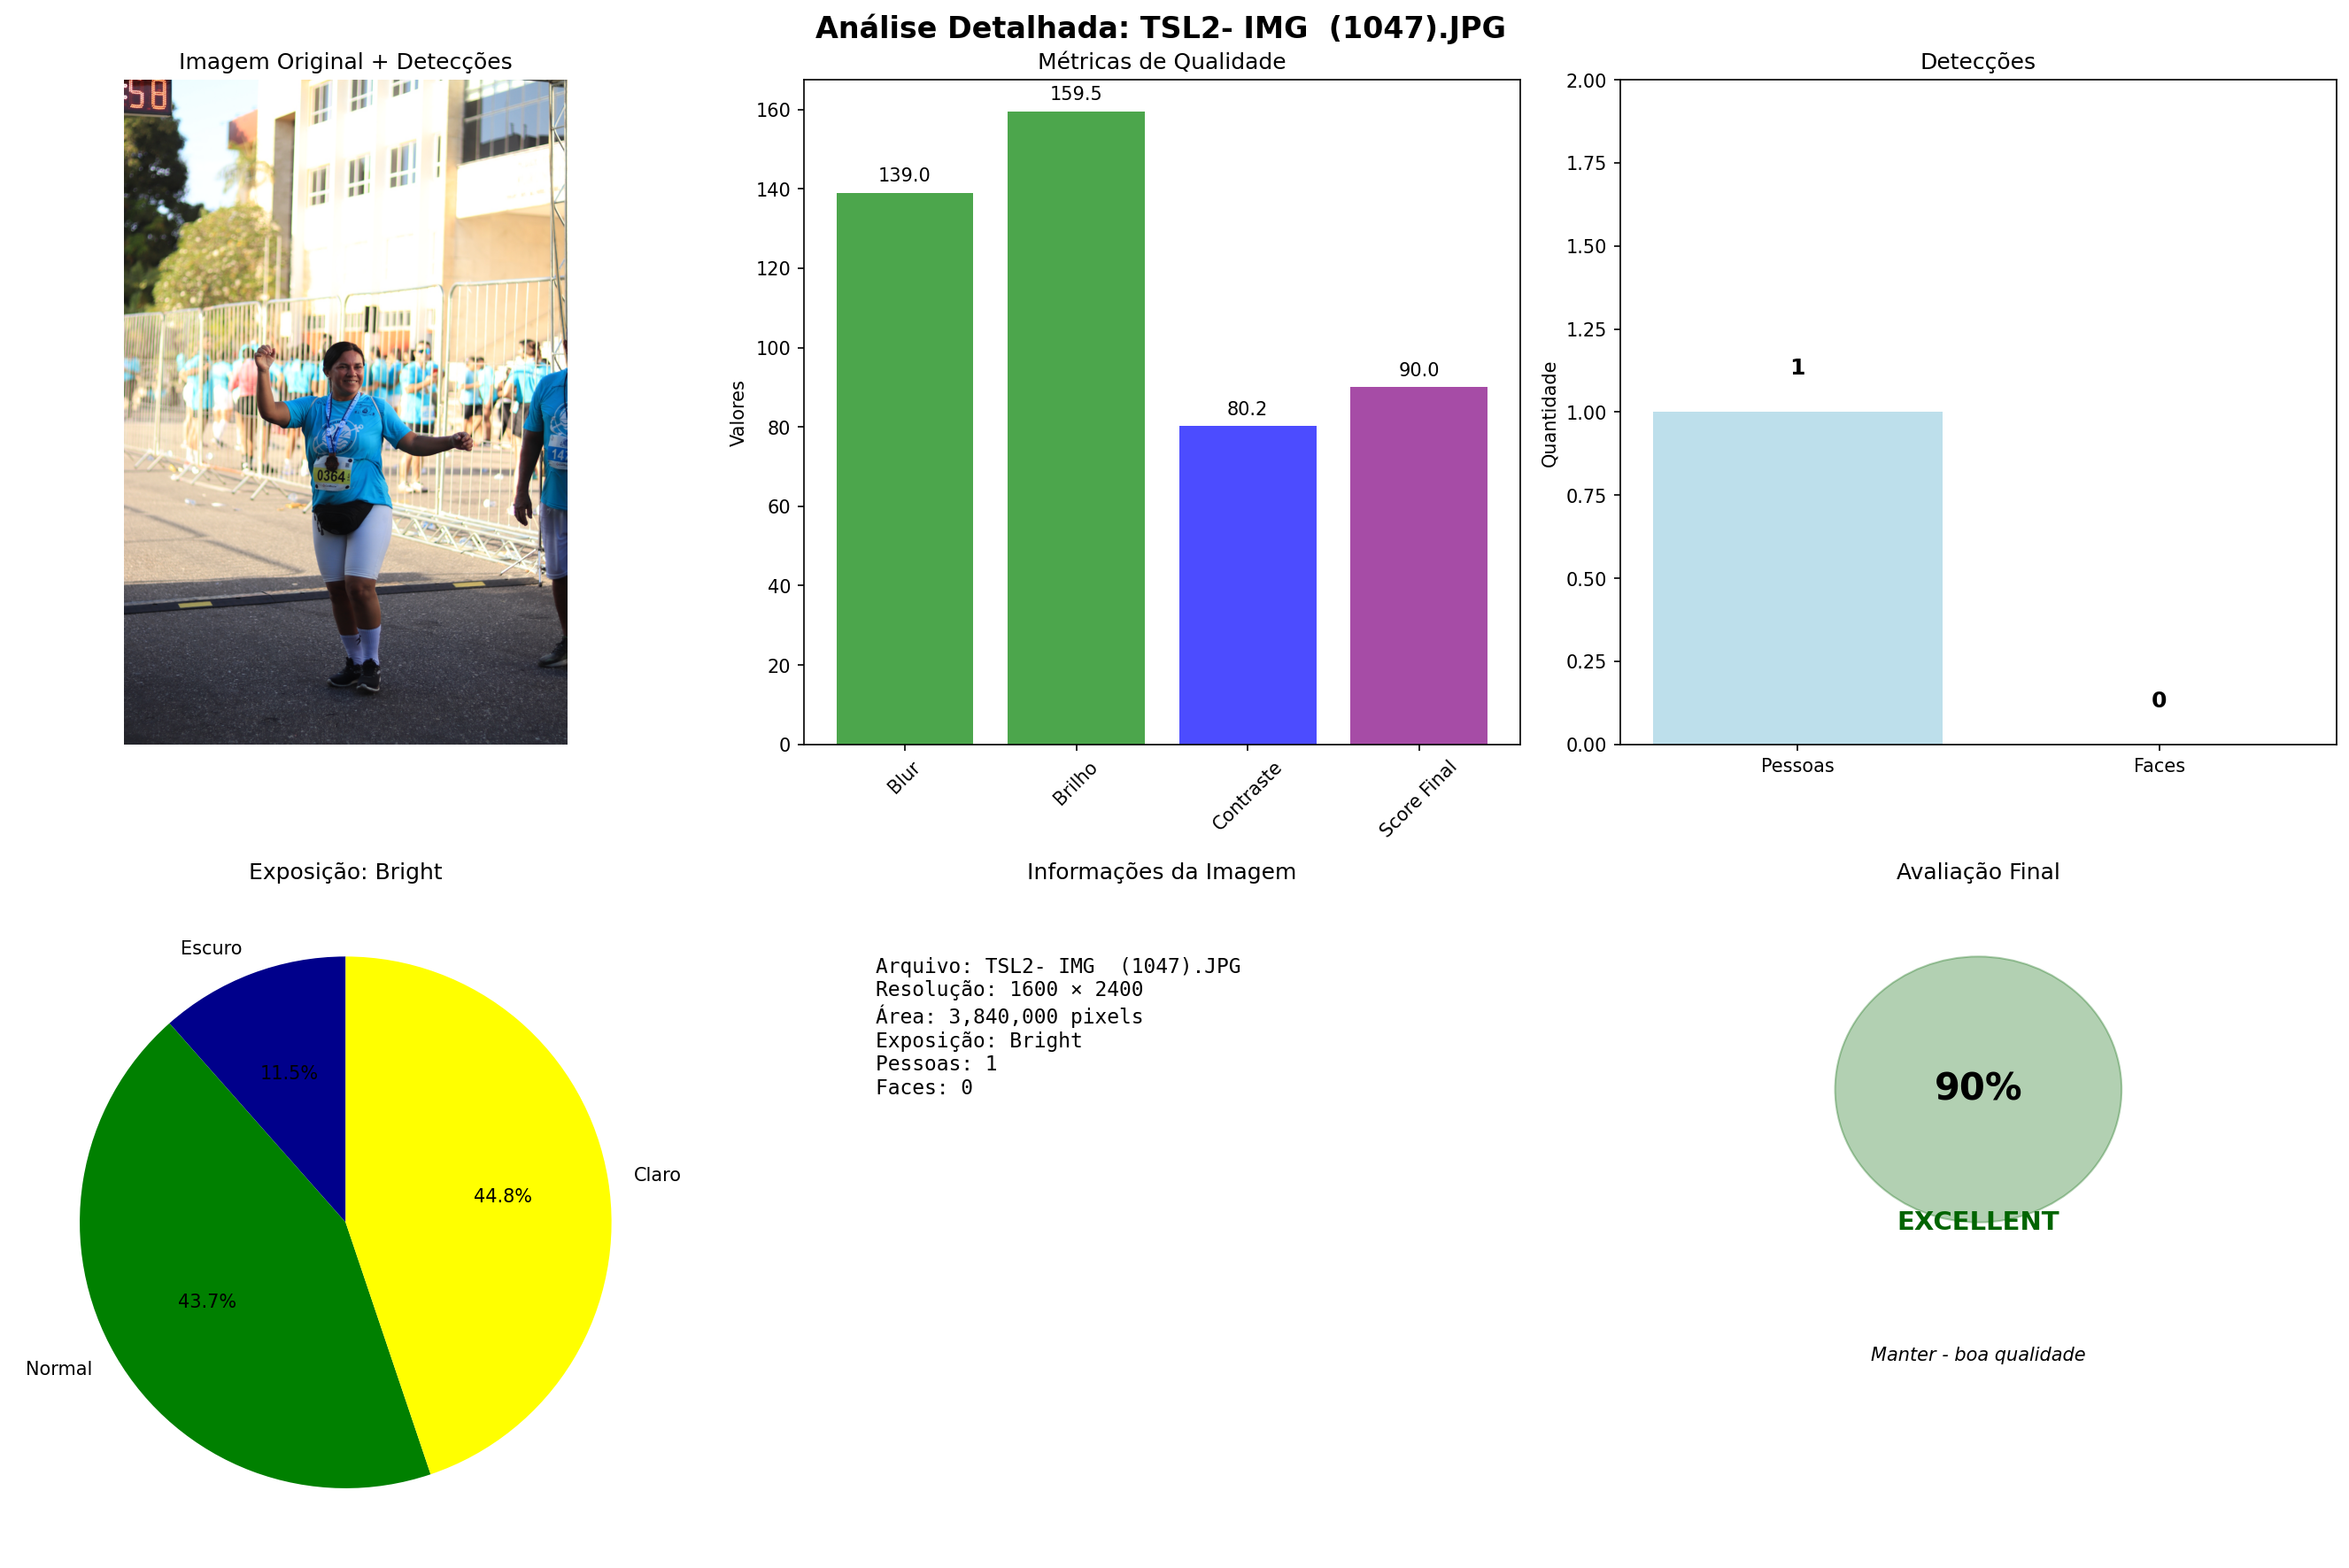 Análise Detalhada: TSL2- IMG  (1047).JPG
Imagem Original + Detecções
:58
0364
Métricas de Qualidade
Valores
160
140
120
100
80
60
40
20
0
139.0
159.5
80.2
90.0
Blur
Brilho
Contraste
Score Final
Detecções
Quantidade
2.00
1.75
1.50
1.25
1.00
0.75
0.50
0.25
0.00
1
0
Pessoas
Faces
Exposição: Bright
Escuro
11.5%
Claro
44.8%
43.7%
Normal
Informações da Imagem
Arquivo: TSL2- IMG  (1047).JPG
Resolução: 1600 × 2400
Área: 3,840,000 pixels
Exposição: Bright
Pessoas: 1
Faces: 0
Avaliação Final
90%
EXCELLENT
Manter - boa qualidade